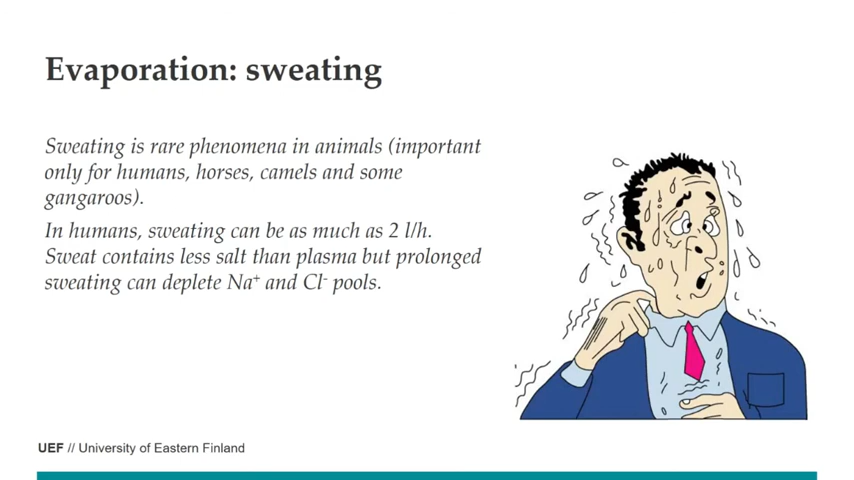 Evaporation: sweating
Sweating is rare phenomena in animals (important
only for humans, horses, camels and some
gangaroos).
In humans, sweating can be as much as 2 l/h.
Sweat contains less salt than plasma but prolonged
sweating can deplete Na⁺ and Cl⁻ pools.
UEF // University of Eastern Finland